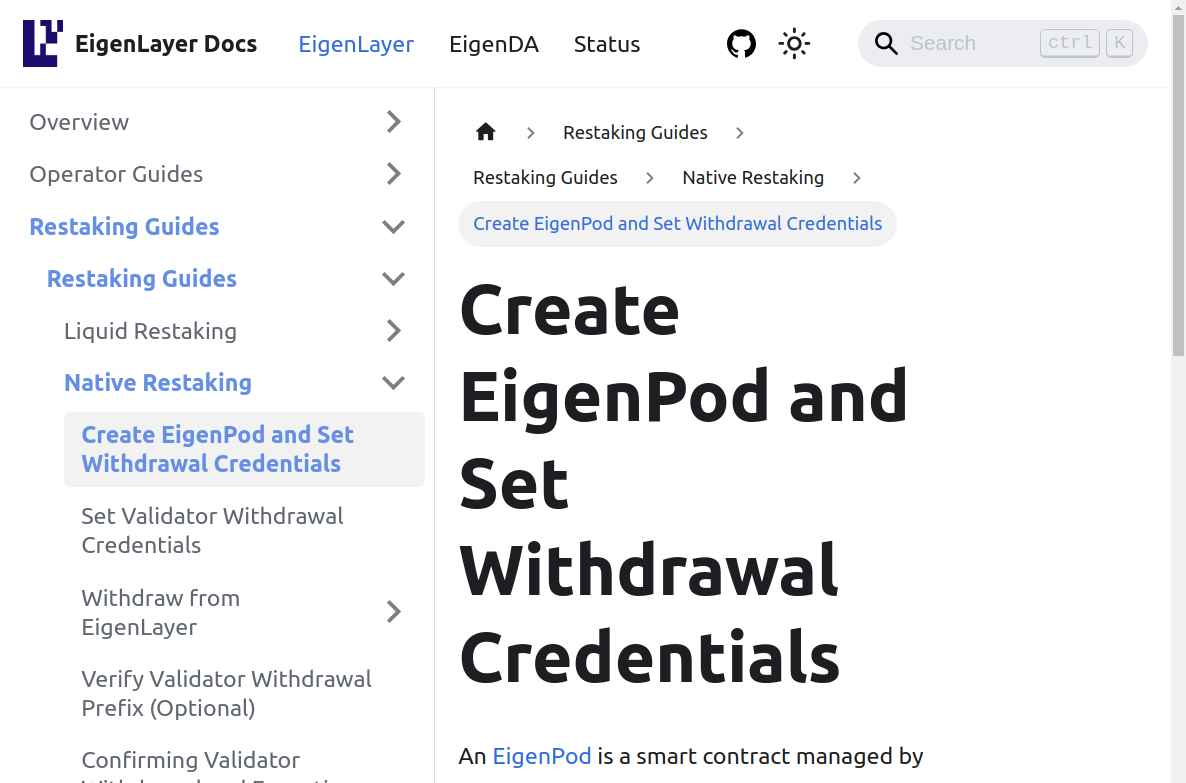 EigenLayer Docs
EigenLayer
EigenDA
Status
Search
ctrl
K
Overview
Operator Guides
Restaking Guides
Restaking Guides
Liquid Restaking
Native Restaking
Create EigenPod and Set
Withdrawal Credentials
Set Validator Withdrawal
Credentials
Withdraw from
EigenLayer
Verify Validator Withdrawal
Prefix (Optional)
Confirming Validator
Restaking Guides
Restaking Guides
Native Restaking
Create EigenPod and Set Withdrawal Credentials
Create
EigenPod and
Set
Withdrawal
Credentials
An EigenPod is a smart contract managed by